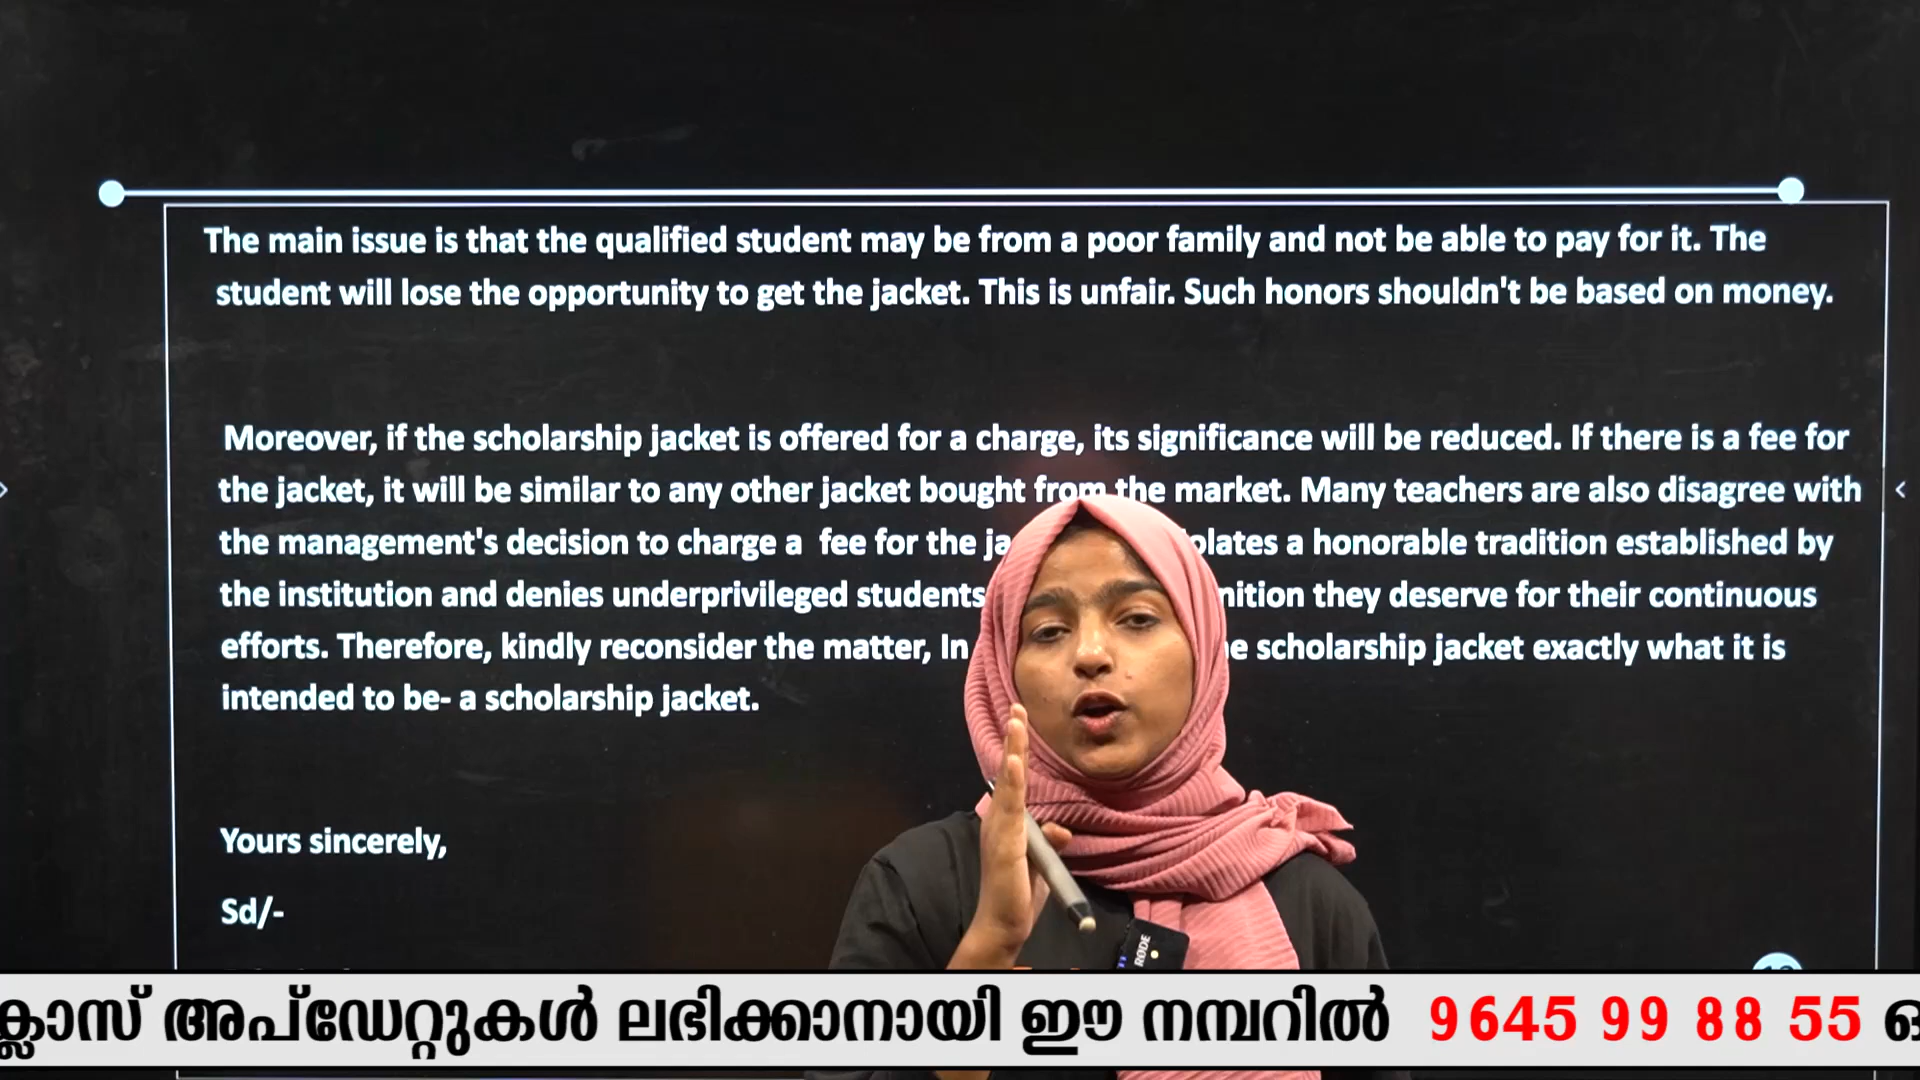 The main issue is that the qualified student may be from a poor family and not be able to pay for it. The
student will lose the opportunity to get the jacket. This is unfair. Such honors shouldn't be based on money.
Moreover, if the scholarship jacket is offered for a charge, its significance will be reduced. If there is a fee for
the jacket, it will be similar to any other jacket bought from the market. Many teachers are also disagree with
the management's decision to charge a fee for the a honorable tradition established by
the institution and denies underprivileged students they deserve for their continuous
efforts. Therefore, kindly reconsider the matter, In scholarship jacket exactly what it is
intended to be- a scholarship jacket.
Yours sincerely,
Sd/-
RØDE
ക്ലാസ് അപ്ഡേറ്റുകൾ ലഭിക്കാനായി ഈ നമ്പറിൽ 9645 99 88 55